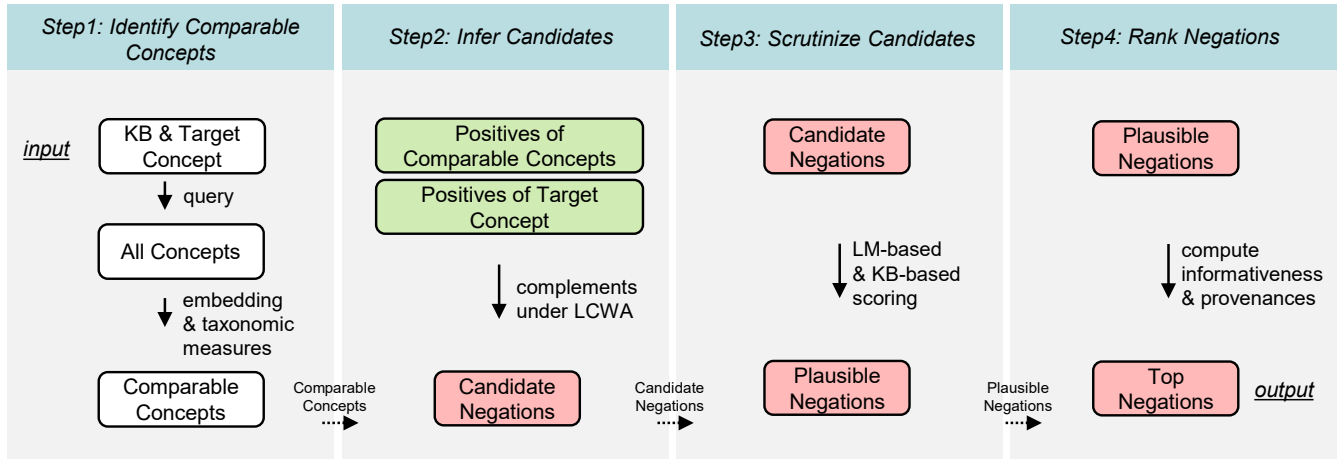 Step1: Identify Comparable
Concepts
input
KB & Target
Concept
query
All Concepts
embedding
& taxonomic
measures
Comparable
Concepts
Comparable
Concepts
Step2: Infer Candidates
Positives of
Comparable Concepts
Positives of Target
Concept
complements
under LCWA
Candidate
Negations
Candidate
Negations
Step3: Scrutinize Candidates
Candidate
Negations
LM-based
& KB-based
scoring
Plausible
Negations
Plausible
Negations
Step4: Rank Negations
Plausible
Negations
compute
informativeness
& provenances
Top
Negations
output